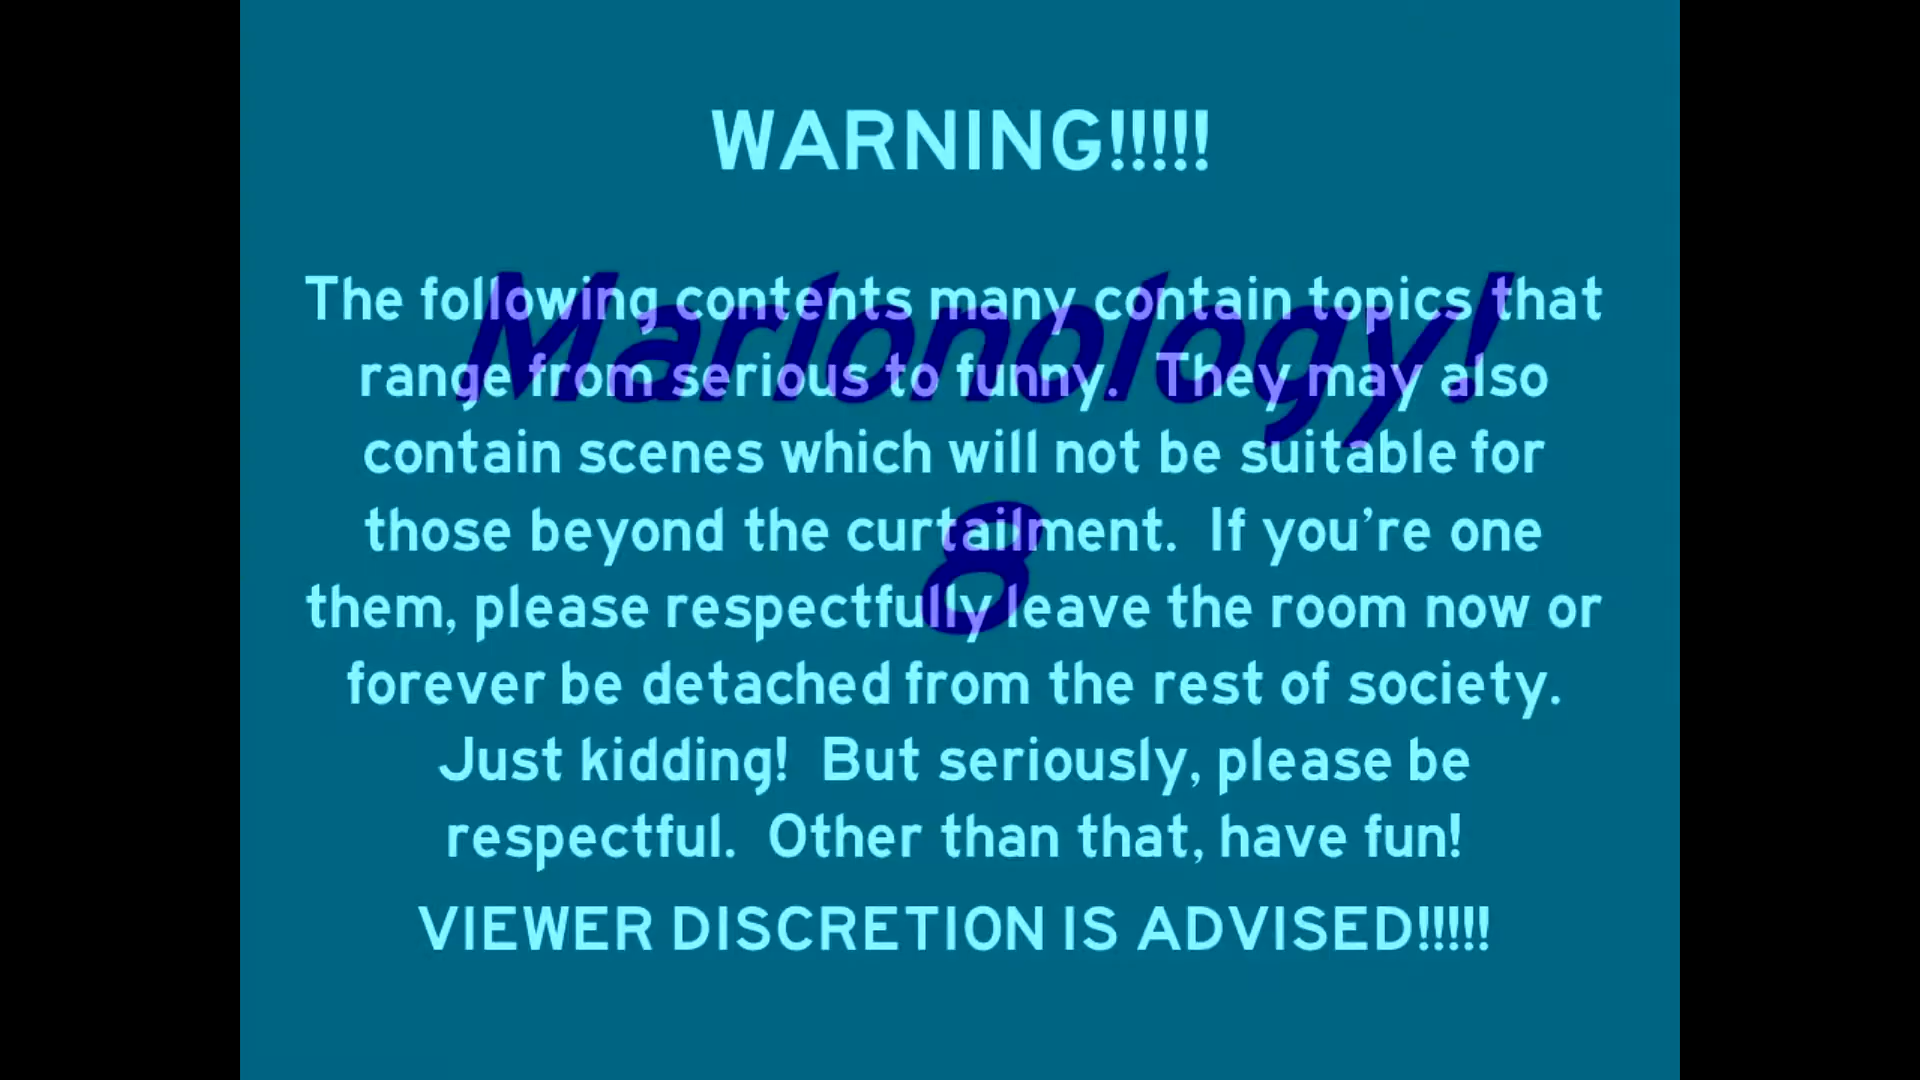 WARNING!!!!!
Marlonology!
8
The following contents many contain topics that
range from serious to funny.  They may also
contain scenes which will not be suitable for
those beyond the curtailment.  If you’re one
them, please respectfully leave the room now or
forever be detached from the rest of society.
Just kidding!  But seriously, please be
respectful.  Other than that, have fun!
VIEWER DISCRETION IS ADVISED!!!!!